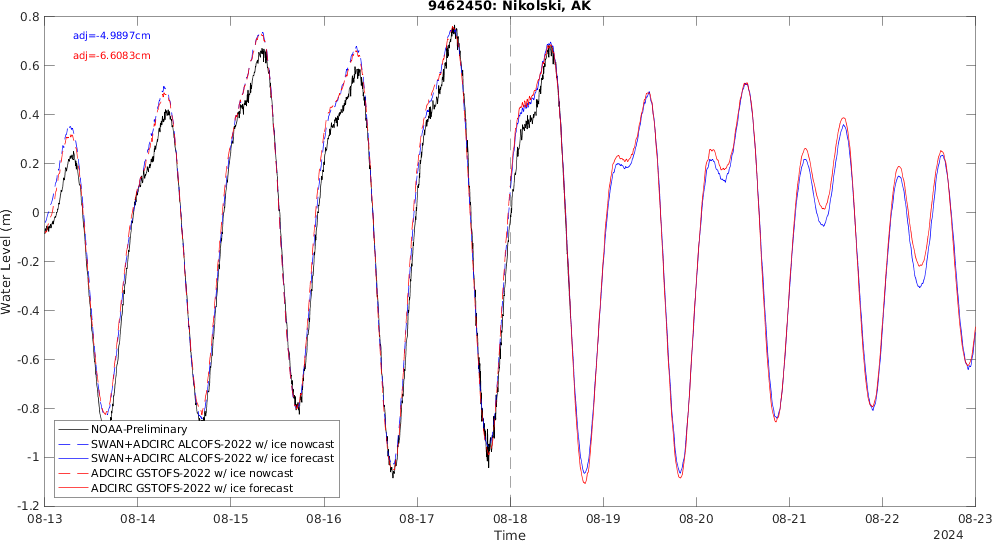 9462450: Nikolski, AK
adj=-4.9897cm
adj=-6.6083cm
Water Level (m)
0.8
0.6
0.4
0.2
0
-0.2
-0.4
-0.6
-0.8
-1
-1.2
NOAA-Preliminary
SWAN+ADCIRC ALCOFS-2022 w/ ice nowcast
SWAN+ADCIRC ALCOFS-2022 w/ ice forecast
ADCIRC GSTOFS-2022 w/ ice nowcast
ADCIRC GSTOFS-2022 w/ ice forecast
08-13 08-14 08-15 08-16 08-17 08-18 08-19 08-20 08-21 08-22 08-23
Time
2024